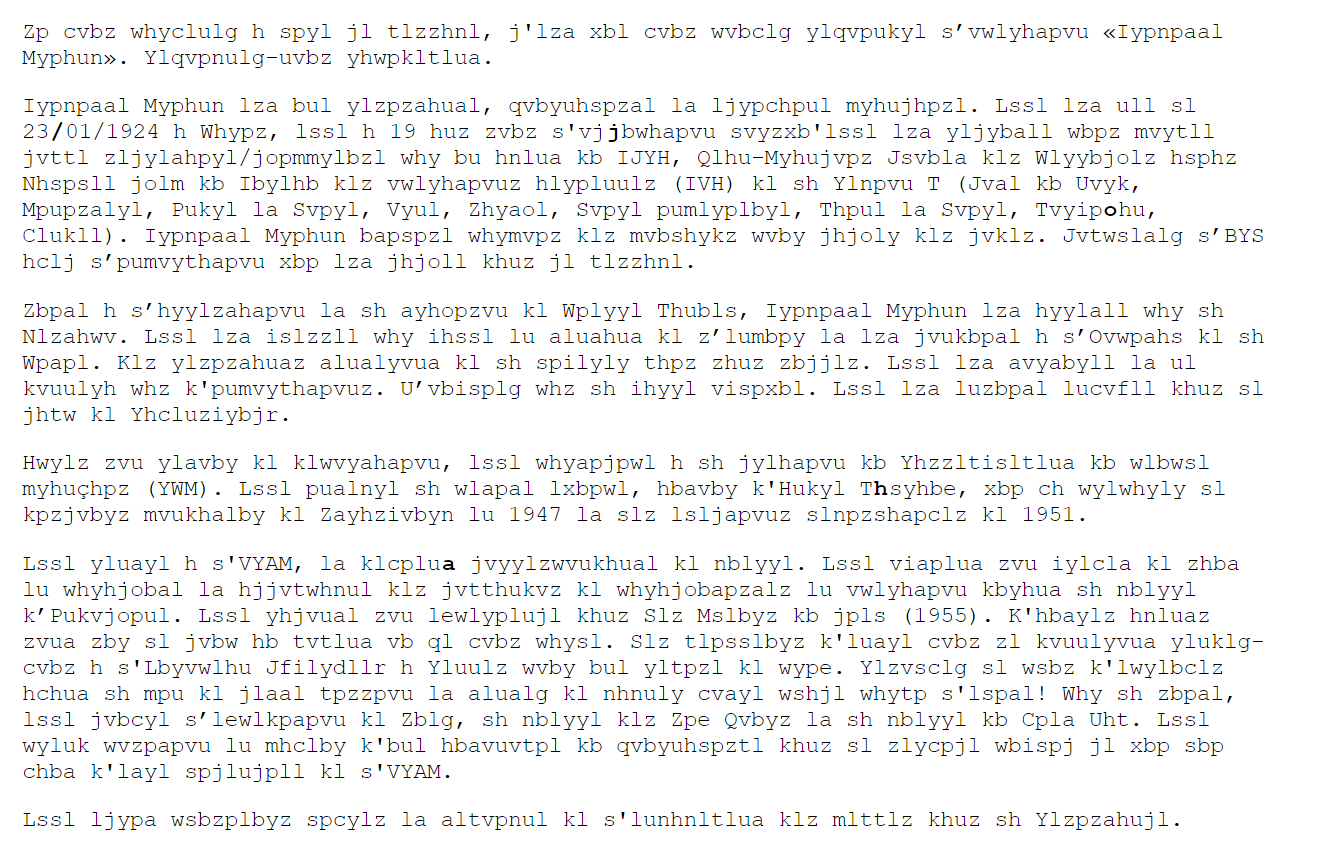 Zp cvbz whyclulg h spyl jl tlzzhnl, j'lza xbl cvbz wvbclg ylqvpukyl s’vwlyhapvu «Iypnpaal
Myphun». Ylqvpnulg-uvbz yhwpkltlua.
Iypnpaal Myphun lza bul ylzpzahual, qvbyuhspzal la ljypchpul myhujhpzl. Lssl lza ull sl
23/01/1924 h Whypz, lssl h 19 huz zvbz s'vjjbwhapvu svyzxb'lssl lza yljyball wbpz mvytll
jvttl zljylahpyl/jopmmylbzl why bu hnlua kb IJYH, Qlhu-Myhujvpz Jsvbla klz Wlyybjolz hsphz
Nhspsll jolm kb Ibylhb klz vwlyhapvuz hlypluulz (IVH) kl sh Ylnpvu T (Jval kb Uvyk,
Mpupzalyl, Pukyl la Svpyl, Vyul, Zhyaol, Svpyl pumlyplbyl, Thpul la Svpyl, Tvyipohu,
Clukll). Iypnpaal Myphun bapspzl whymvpz klz mvbshykz wvby jhjoly klz jvklz. Jvtwslalg s’BYS
hclj s’pumvythapvu xbp lza jhjoll khuz jl tlzzhnl.
Zbpal h s’hyylzahapvu la sh ayhopzvu kl Wplyyl Thubls, Iypnpaal Myphun lza hyylall why sh
Nlzahwv. Lssl lza islzzll why ihssl lu aluahua kl z’lumbpy la lza jvukbpal h s’Ovwpahs kl sh
Wpapl. Klz ylzpzahuaz alualyvua kl sh spilyly thpz zhuz zbjjlz. Lssl lza avyabyll la ul
kvuulyh whz k'pumvythapvuz. U’vbisplg whz sh ihyyl vispxbl. Lssl lza luzbpal lucvfll khuz sl
jhtw kl Yhcluziybjr.
Hwylz zvu ylavby kl klwvyahapvu, lssl whyapjpwl h sh jylhapvu kb Yhzzltisltlua kb wlbwsl
myhuçhpz (YWM). Lssl pualnyl sh wlapal lxbpwl, hbavby k'Hukyl Thsyhbe, xbp ch wylwhyly sl
kpzjvbyz mvukhalby kl Zayhzivbyn lu 1947 la slz lsljapvuz slnpzshapclz kl 1951.
Lssl yluayl h s'VYAM, la klcplua jvyylzwvukhual kl nblyyl. Lssl viaplua zvu iylcla kl zhba
lu whyhjobal la hjjvtwhnul klz jvtthukvz kl whyhjobapzalz lu vwlyhapvu kbyhua sh nblyyl
k’Pukvjopul. Lssl yhjvual zvu lewlyplujl khuz Slz Mslbyz kb jpls (1955). K'hbaylz hnluaz
zvua zby sl jvbw hb tvtlua vb ql cvbz whysl. Slz tlpsslbyz k'luayl cvbz zl kvuulyvua yluklg-
cvbz h s'Lbyvwlhu Jfilydllr h Yluulz wvby bul yltpzl kl wype. Ylzvsclg sl wsbz k'lwylbclz
hchua sh mpu kl jlaal tpzzpvu la alualg kl nhnuly cvayl wshjl whytp s'lspal! Why sh zbpal,
lssl jvbcyl s’lewlkpapvu kl Zblg, sh nblyyl klz Zpe Qvbyz la sh nblyyl kb Cpla Uht. Lssl
wyluk wvzpapvu lu mhclby k'bul hbavuvtpl kb qvbyuhspztl khuz sl zlycpjl wbispj jl xbp sbp
chba k'layl spjlujpll kl s'VYAM.
Lssl ljypa wsbzplbyz spcylz la altvpnul kl s'lunhnltlua klz mlttlz khuz sh Ylzpzahujl.